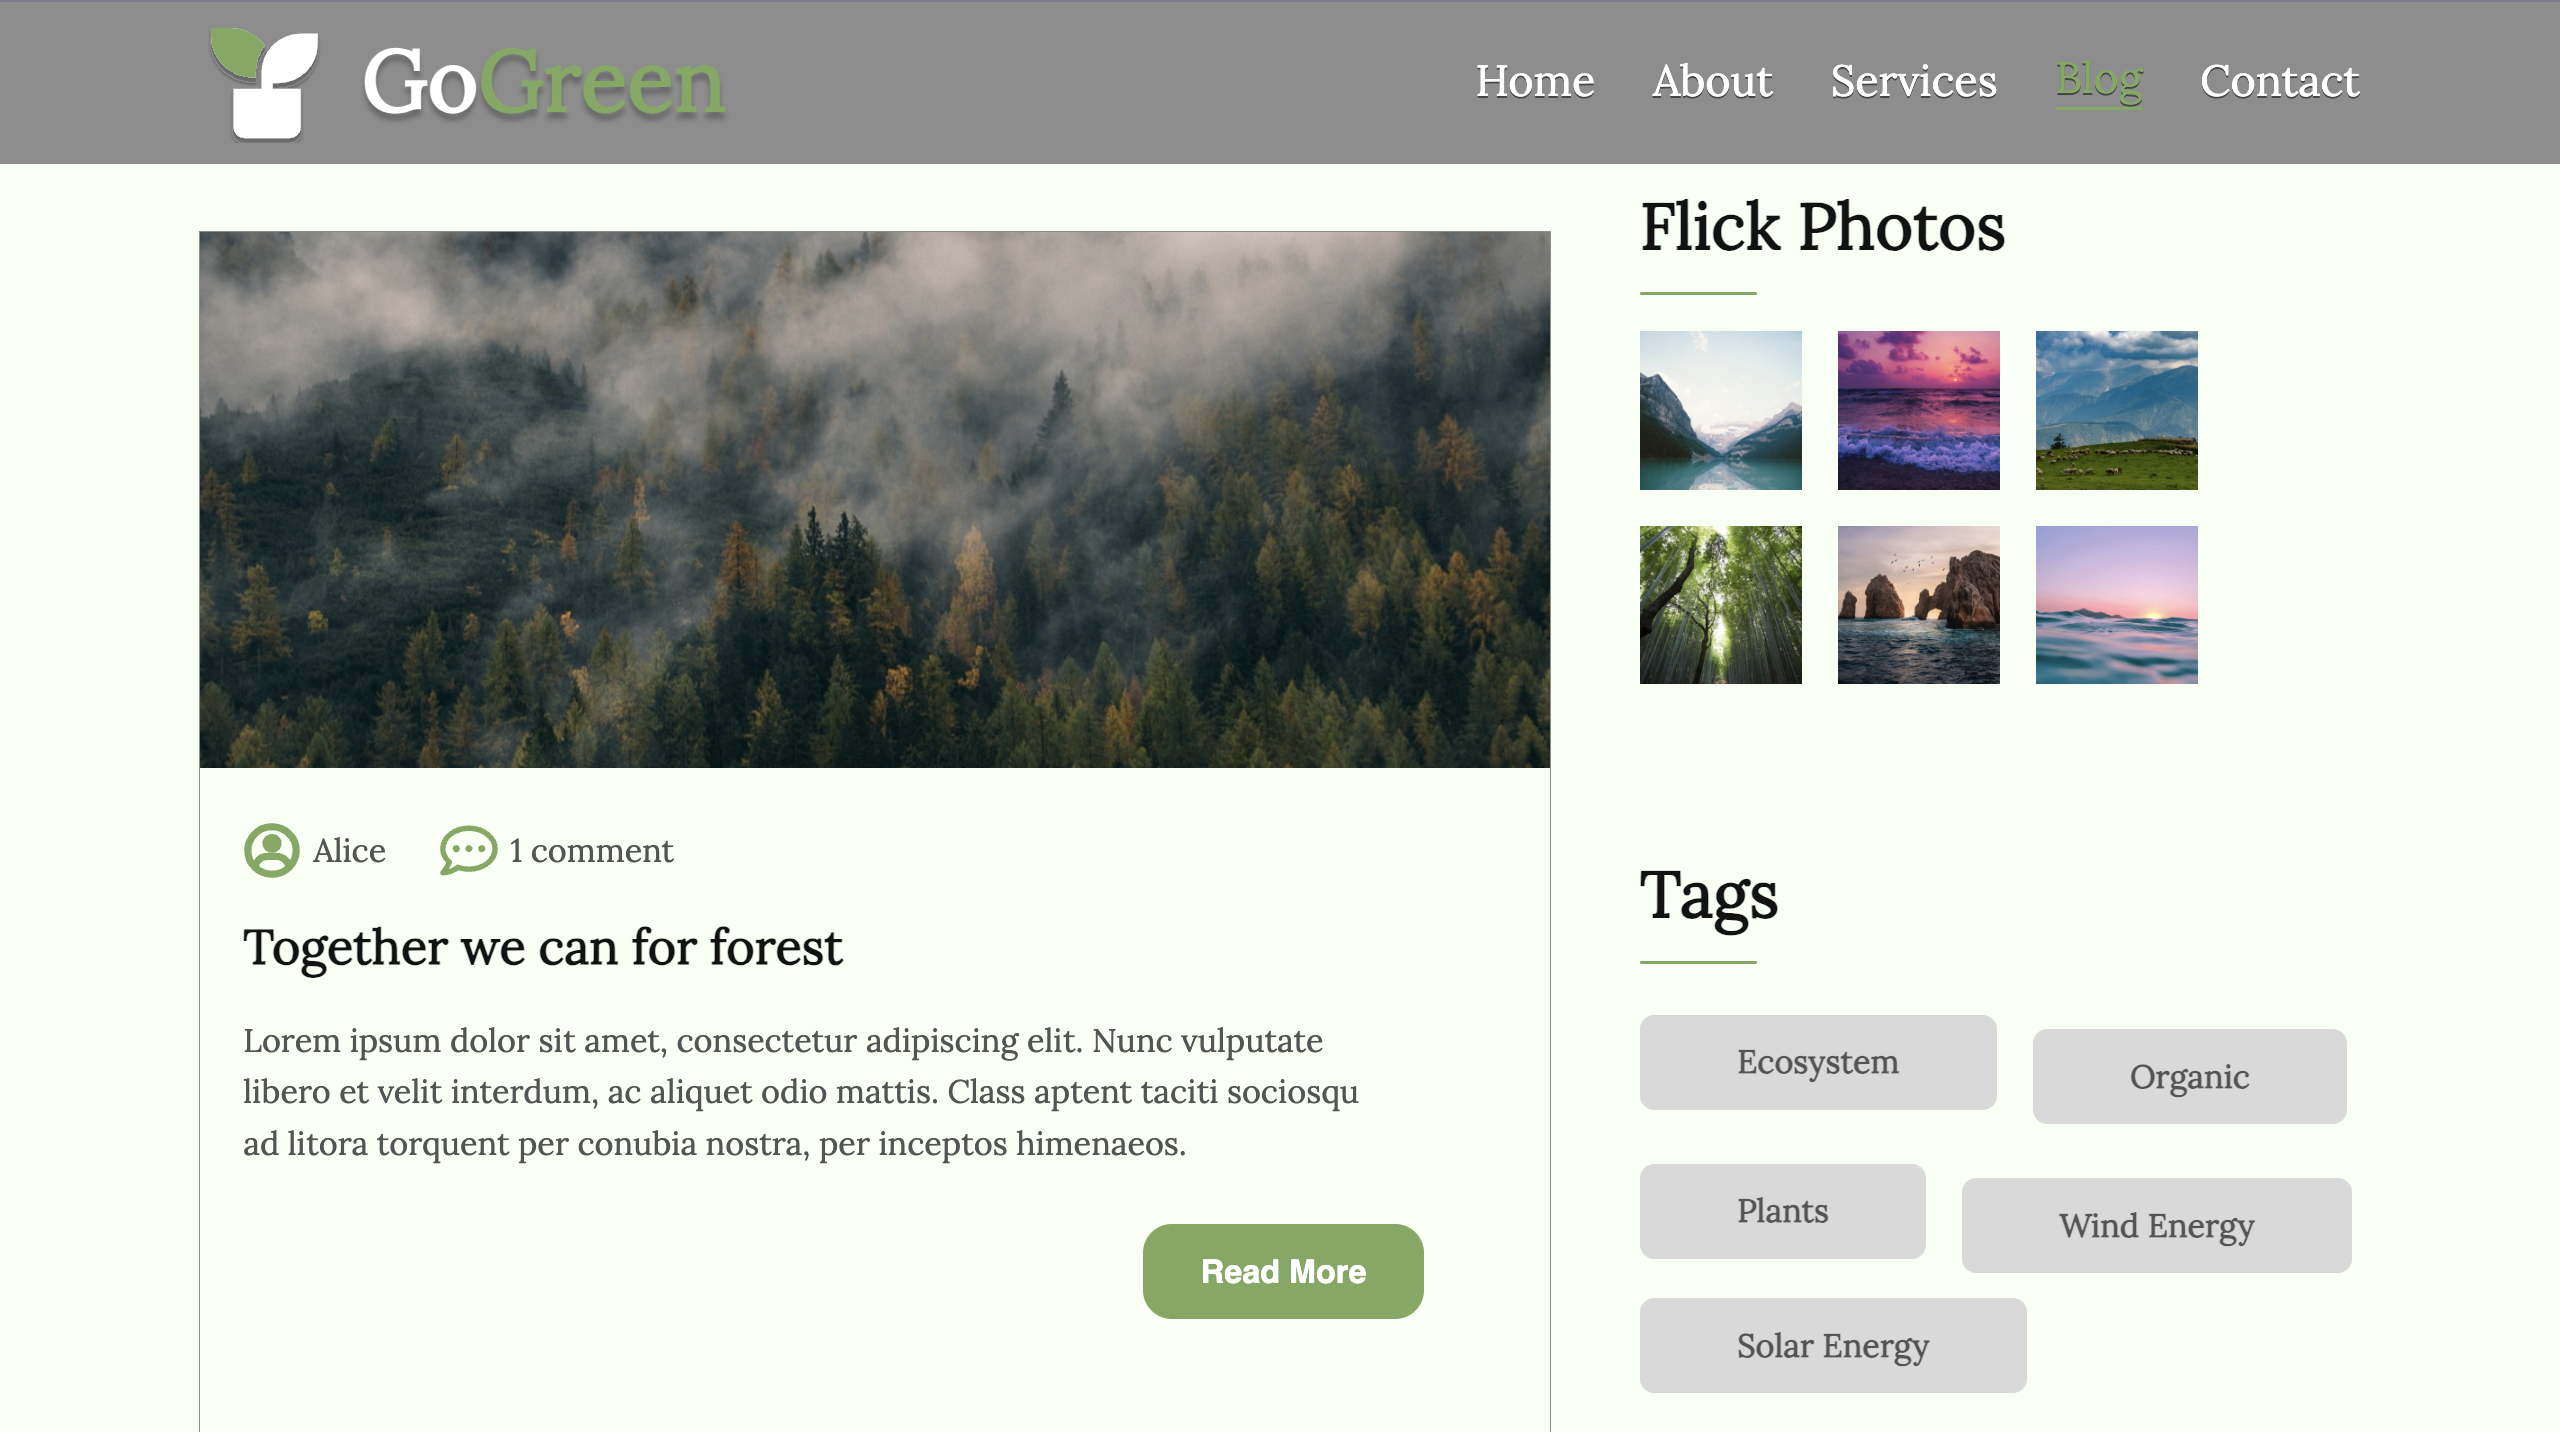 GoGreen
Home About Services Blog Contact
Alice 1 comment
Together we can for forest
Lorem ipsum dolor sit amet, consectetur adipiscing elit. Nunc vulputate
libero et velit interdum, ac aliquet odio mattis. Class aptent taciti sociosqu
ad litora torquent per conubia nostra, per inceptos himenaeos.
Read More
Flick Photos
Tags
Ecosystem
Organic
Plants
Wind Energy
Solar Energy